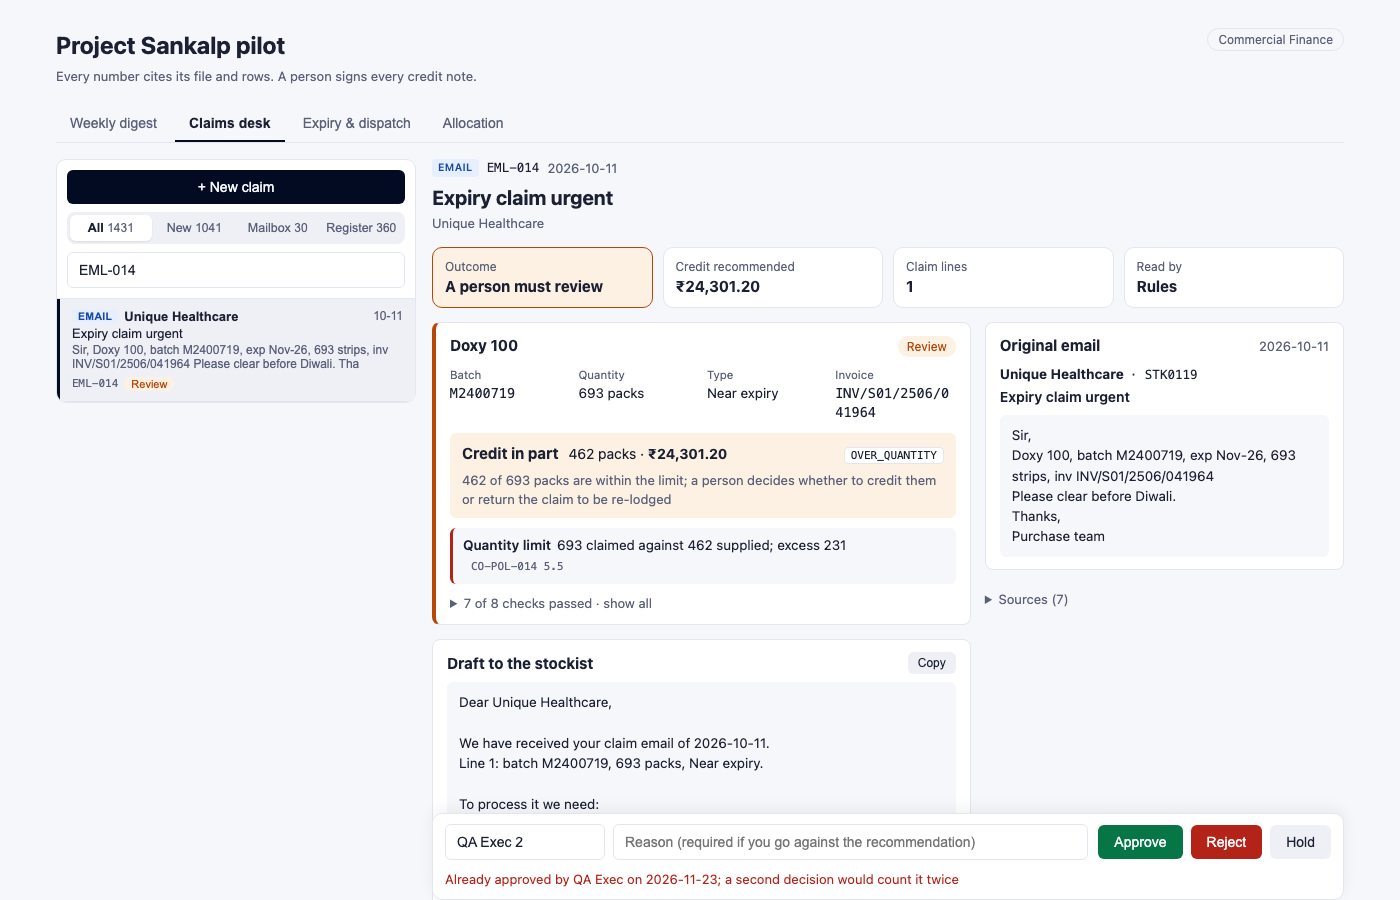 Project Sankalp pilot
Commercial Finance
Every number cites its file and rows. A person signs every credit note.
Weekly digest
Claims desk
Expiry & dispatch
Allocation
+ New claim
All 1431
New 1041
Mailbox 30
Register 360
EML-014
EMAIL Unique Healthcare 10-11
Expiry claim urgent
Sir, Doxy 100, batch M2400719, exp Nov-26, 693 strips, inv
INV/S01/2506/041964 Please clear before Diwali. Tha
EML-014 Review
EMAIL EML-014 2026-10-11
Expiry claim urgent
Unique Healthcare
Outcome
A person must review
Credit recommended
₹24,301.20
Claim lines
1
Read by
Rules
Doxy 100
Review
Batch
M2400719
Quantity
693 packs
Type
Near expiry
Invoice
INV/S01/2506/0
41964
Credit in part 462 packs · ₹24,301.20
OVER_QUANTITY
462 of 693 packs are within the limit; a person decides whether to credit them
or return the claim to be re-lodged
Quantity limit 693 claimed against 462 supplied; excess 231
CO-POL-014 5.5
7 of 8 checks passed · show all
Original email
2026-10-11
Unique Healthcare · STK0119
Expiry claim urgent
Sir,
Doxy 100, batch M2400719, exp Nov-26, 693
strips, inv INV/S01/2506/041964
Please clear before Diwali.
Thanks,
Purchase team
Sources (7)
Draft to the stockist
Copy
Dear Unique Healthcare,
We have received your claim email of 2026-10-11.
Line 1: batch M2400719, 693 packs, Near expiry.
To process it we need:
QA Exec 2
Reason (required if you go against the recommendation)
Approve
Reject
Hold
Already approved by QA Exec on 2026-11-23; a second decision would count it twice